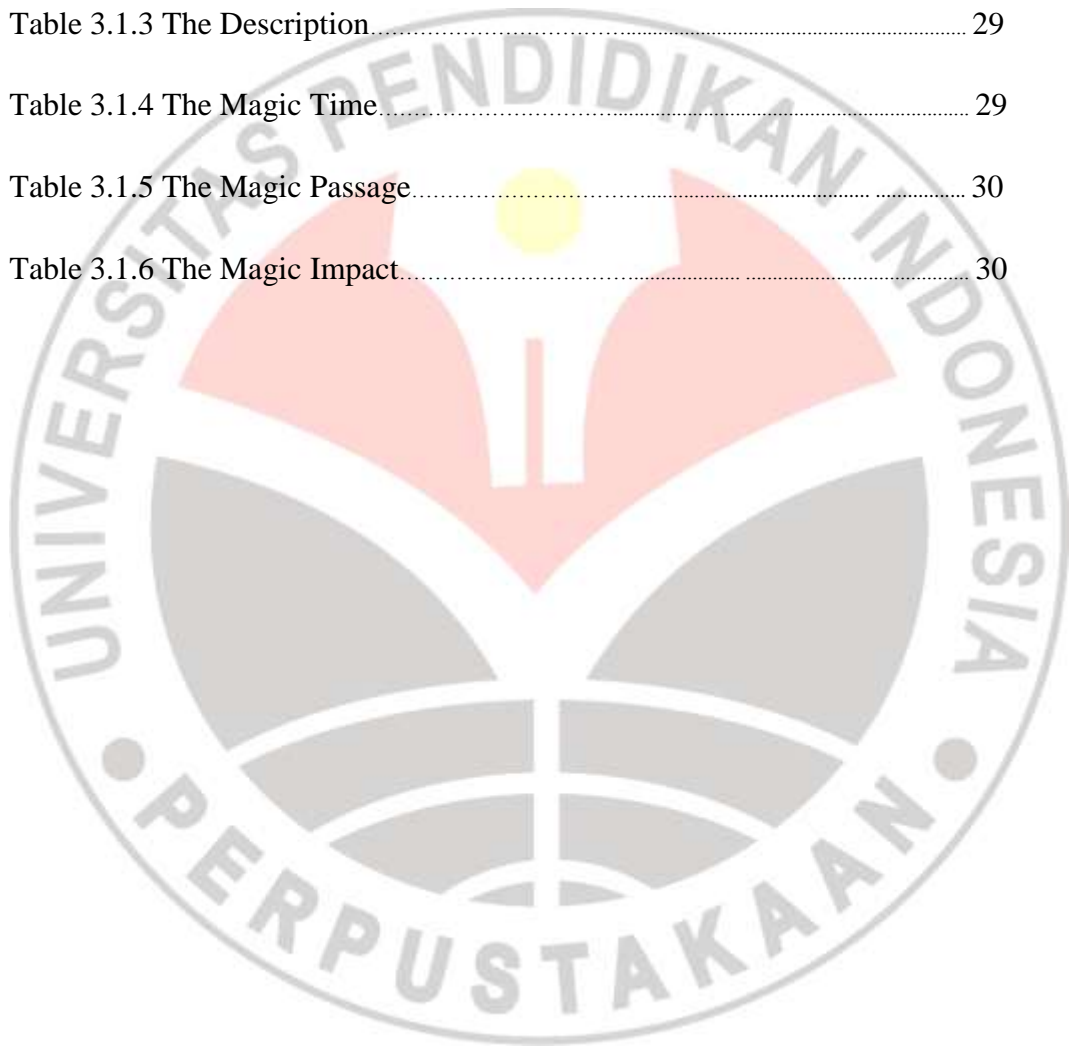 Table 3.1.3 The Description........................................................................ 29
Table 3.1.4 The Magic Time........................................................................ 29
Table 3.1.5 The Magic Passage........................................................................ 30
Table 3.1.6 The Magic Impact........................................................................ 30
UNIVERSITAS PENDIDIKAN INDONESIA
PERPUSTAKAAN